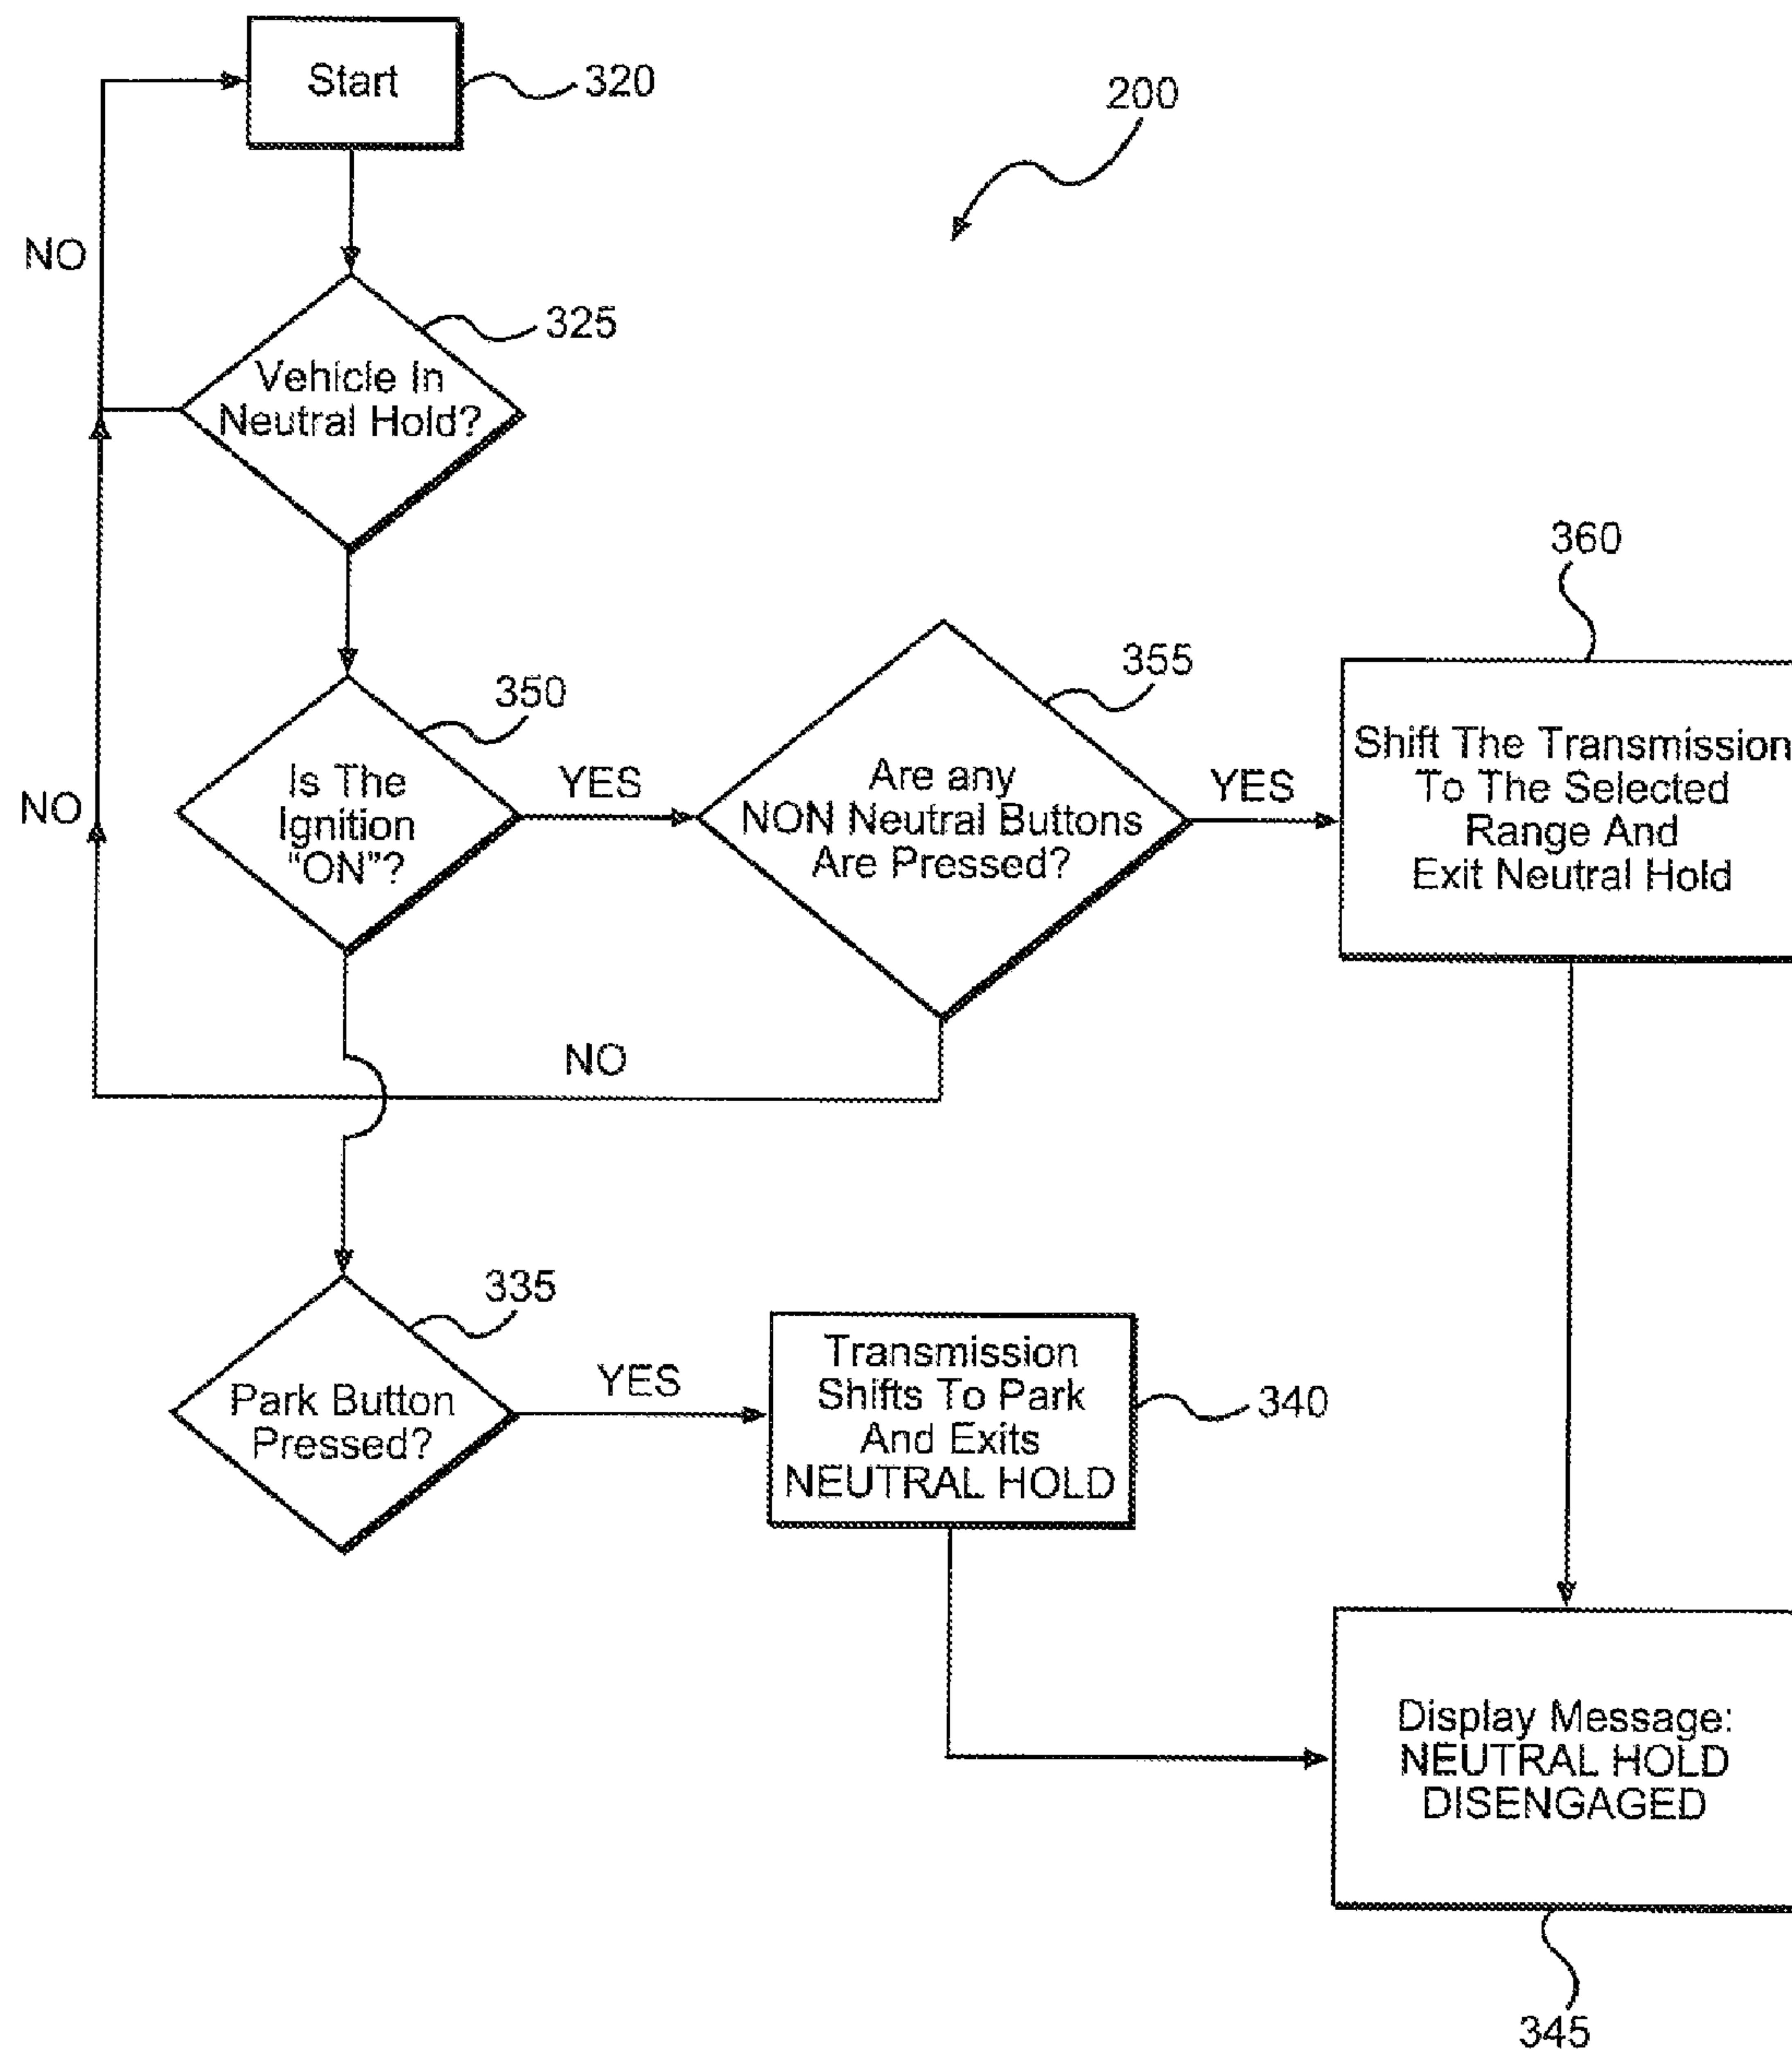 Start
320
200
NO
325
Vehicle In
Neutral Hold?
360
350
355
Is The
Ignition
“ON”?
YES
Are any
NON Neutral Buttons
Are Pressed?
YES
Shift The Transmission
To The Selected
Range And
Exit Neutral Hold
NO
NO
335
Park Button
Pressed?
YES
Transmission
Shifts To Park
And Exits
NEUTRAL HOLD
340
Display Message:
NEUTRAL HOLD
DISENGAGED
345